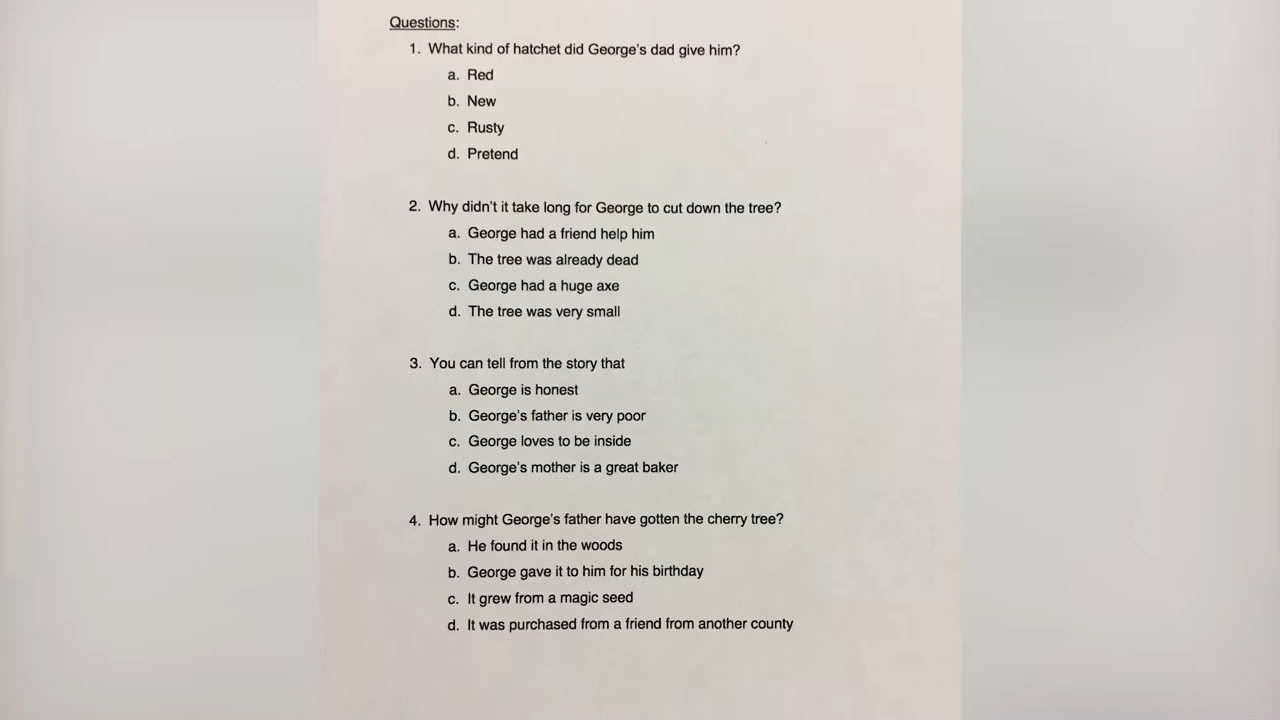 Questions:
1. What kind of hatchet did George's dad give him?
a. Red
b. New
c. Rusty
d. Pretend
2. Why didn't it take long for George to cut down the tree?
a. George had a friend help him
b. The tree was already dead
c. George had a huge axe
d. The tree was very small
3. You can tell from the story that
a. George is honest
b. George's father is very poor
c. George loves to be inside
d. George's mother is a great baker
4. How might George's father have gotten the cherry tree?
a. He found it in the woods
b. George gave it to him for his birthday
c. It grew from a magic seed
d. It was purchased from a friend from another county